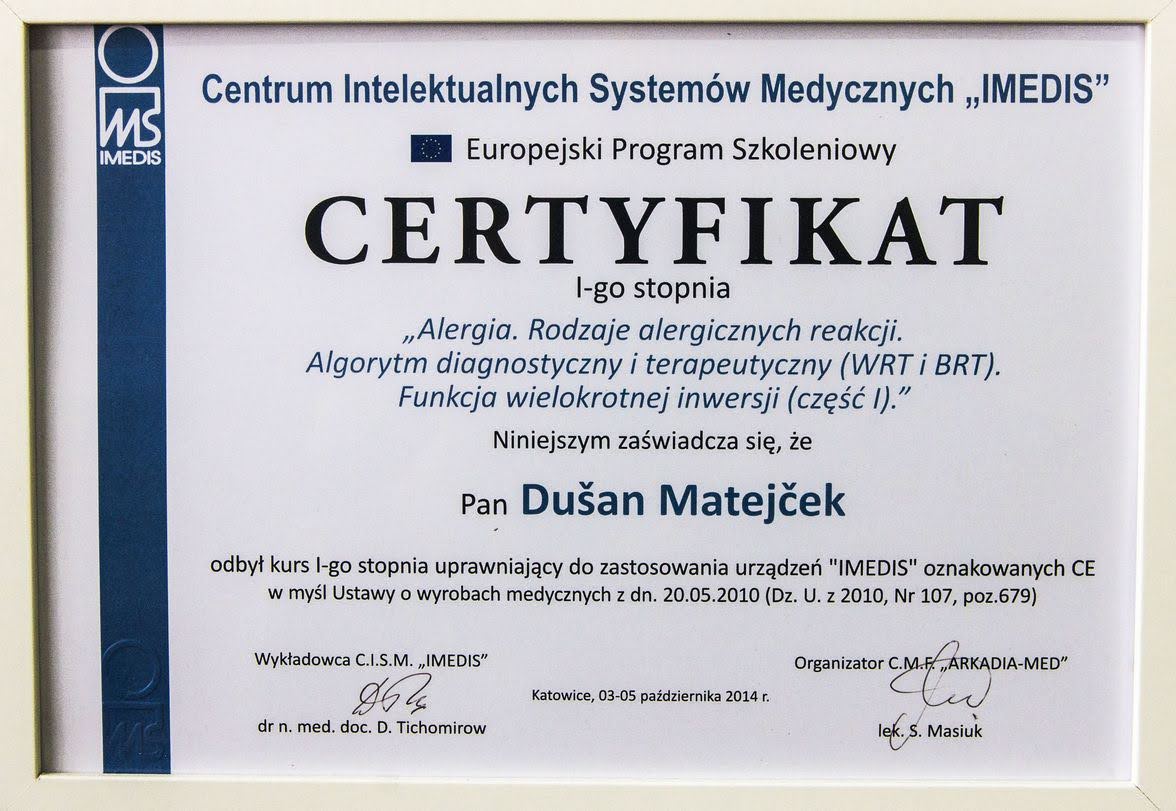 MS
IMEDIS
Centrum Intelektualnych Systemów Medycznych „IMEDIS”
Europejski Program Szkoleniowy
CERTYFIKAT
I-go stopnia
„Alergia. Rodzaje alergicznych reakcji.
Algorytm diagnostyczny i terapeutyczny (WRT i BRT).
Funkcja wielokrotnej inwersji (część I).”
Niniejszym zaświadcza się, że
Pan Dušan Matejček
odbył kurs I-go stopnia uprawniający do zastosowania urządzeń "IMEDIS" oznakowanych CE
w myśl Ustawy o wyrobach medycznych z dn. 20.05.2010 (Dz. U. z 2010, Nr 107, poz.679)
Wykładowca C.I.S.M. „IMEDIS”
Organizator C.M.F. „ARKADIA-MED”
Katowice, 03-05 października 2014 r.
dr n. med. doc. D. Tichomirow
lek. S. Masiuk
MS